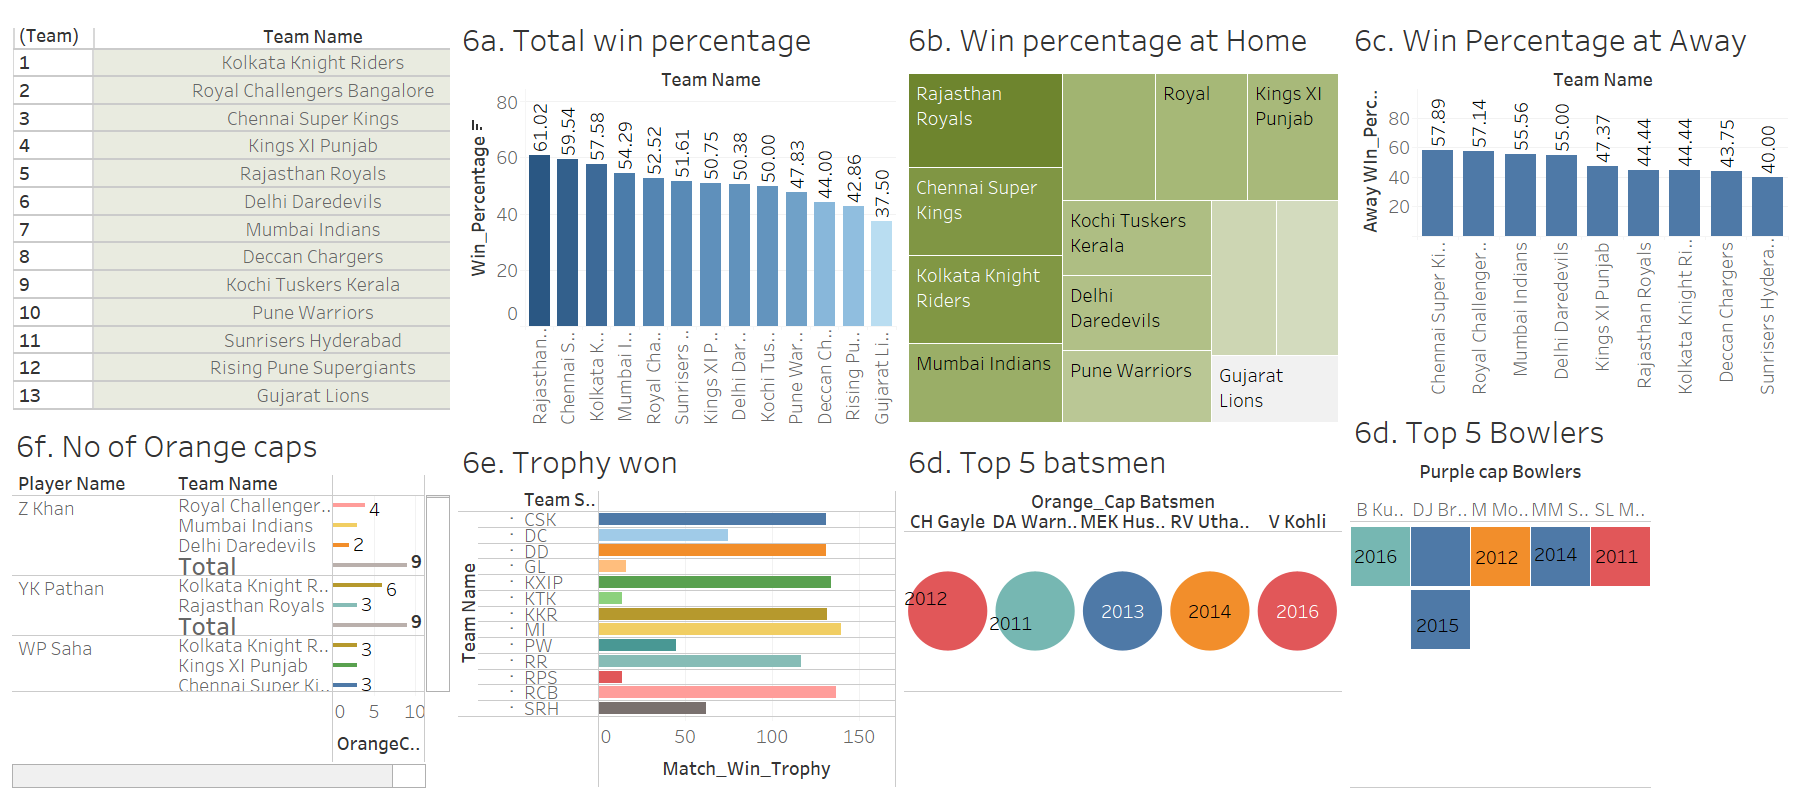 (Team)
Team Name
1
Kolkata Knight Riders
2
Royal Challengers Bangalore
3
Chennai Super Kings
4
Kings XI Punjab
5
Rajasthan Royals
6
Delhi Daredevils
7
Mumbai Indians
8
Deccan Chargers
9
Kochi Tuskers Kerala
10
Pune Warriors
11
Sunrisers Hyderabad
12
Rising Pune Supergiants
13
Gujarat Lions
6a. Total win percentage
Team Name
Win_Percentage
80
60
40
20
0
61.02
59.54
57.58
54.29
52.52
51.61
50.75
50.38
50.00
47.83
44.00
42.86
37.50
Rajasthan..
Chennai S..
Kolkata K..
Mumbai I..
Royal Cha..
Sunrisers ..
Kings XI P..
Delhi Dar..
Kochi Tus..
Pune War..
Deccan Ch..
Rising Pu..
Gujarat Li..
6b. Win percentage at Home
Rajasthan
Royals
Chennai Super
Kings
Kolkata Knight
Riders
Mumbai Indians
Royal
Kings XI
Punjab
Kochi Tuskers
Kerala
Delhi
Daredevils
Pune Warriors
Gujarat
Lions
6c. Win Percentage at Away
Team Name
Away WIn_Perc..
80
60
40
20
57.89
57.14
55.56
55.00
47.37
44.44
44.44
43.75
40.00
Chennai Super Ki..
Royal Challenger..
Mumbai Indians
Delhi Daredevils
Kings XI Punjab
Rajasthan Royals
Kolkata Knight Ri..
Deccan Chargers
Sunrisers Hydera..
6f. No of Orange caps
Player Name
Team Name
Z Khan
Royal Challenger..
4
Mumbai Indians
Delhi Daredevils
2
Total
9
YK Pathan
Kolkata Knight R..
6
Rajasthan Royals
3
Total
9
WP Saha
Kolkata Knight R..
3
Kings XI Punjab
Chennai Super Ki..
3
0 5 10
OrangeC..
6e. Trophy won
Team S..
Team Name
CSK
DC
DD
GL
KXIP
KTK
KKR
MI
PW
RR
RPS
RCB
SRH
0 50 100 150
Match_Win_Trophy
6d. Top 5 batsmen
Orange_Cap Batsmen
CH Gayle DA Warn.. MEK Hus.. RV Utha.. V Kohli
2012
2011
2013
2014
2016
6d. Top 5 Bowlers
Purple cap Bowlers
B Ku.. DJ Br.. M Mo.. MM S.. SL M..
2016
2012
2014
2011
2015